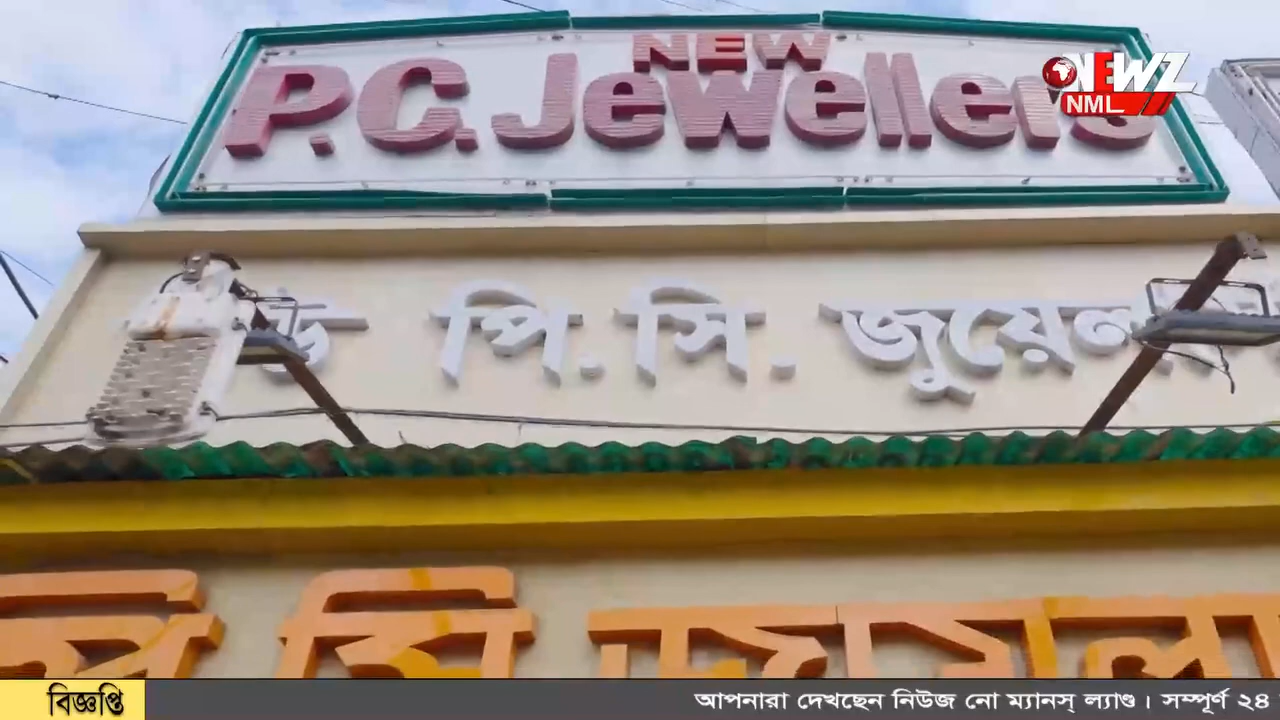 NEW
P.C. Jewellers
NEWZ
NML
পি. সি. জুয়েল
বিজ্ঞপ্তি
আপনারা দেখছেন নিউজ নো ম্যানস্ ল্যাণ্ড। সম্পূর্ণ ২৪